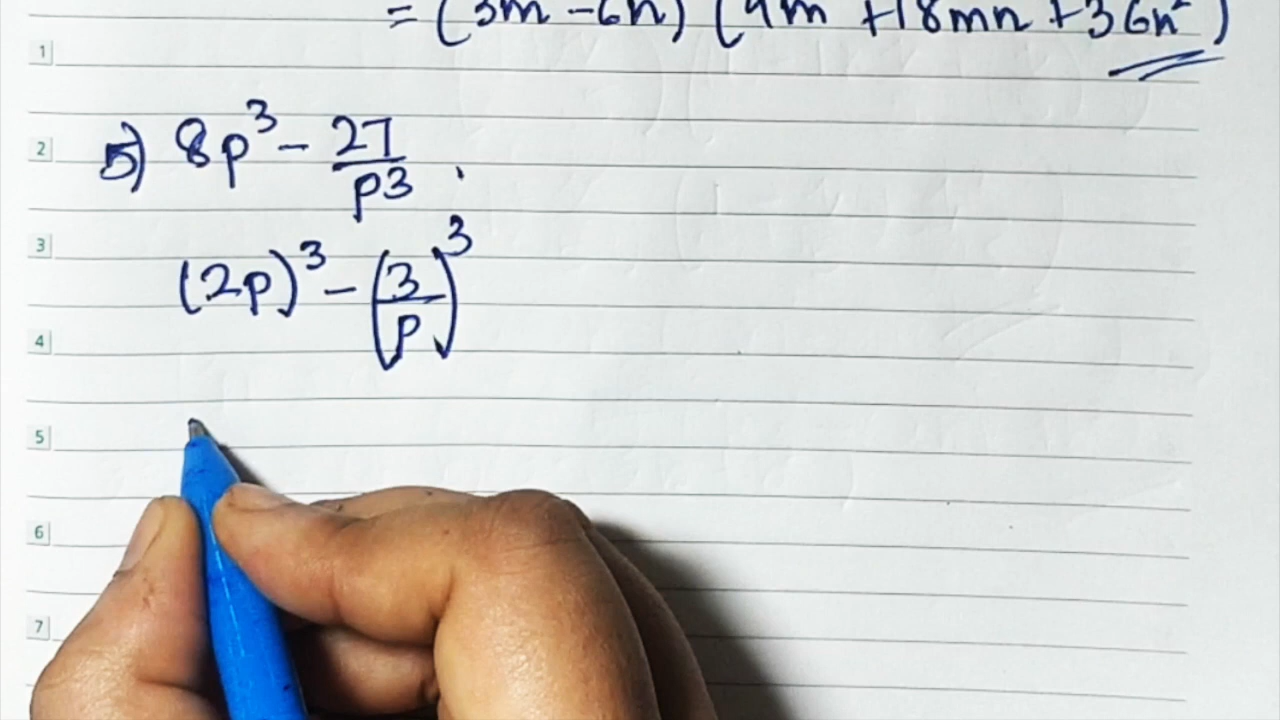 = (3m - 6n) (9m + 18mn + 36n²)
1
2
5) 8p³ - 27/p3
3
(2p)³ - (3/p)³
4
5
6
7